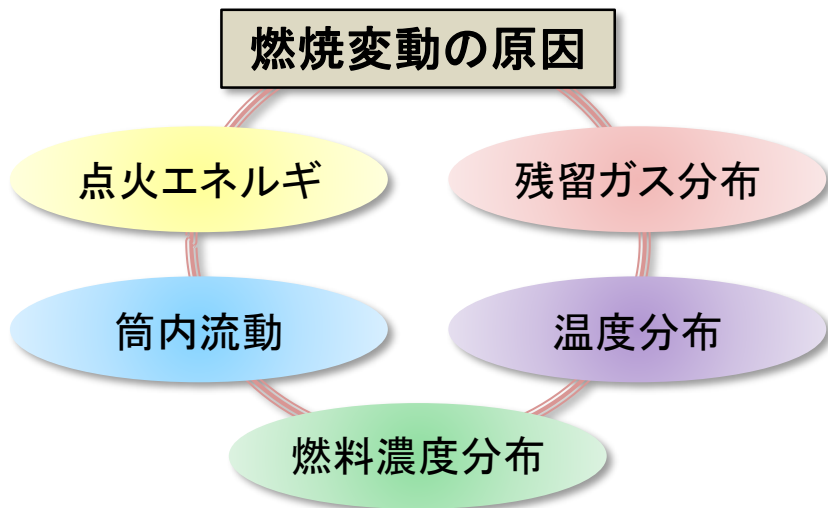 燃焼変動の原因
点火エネルギ
残留ガス分布
筒内流動
温度分布
燃料濃度分布